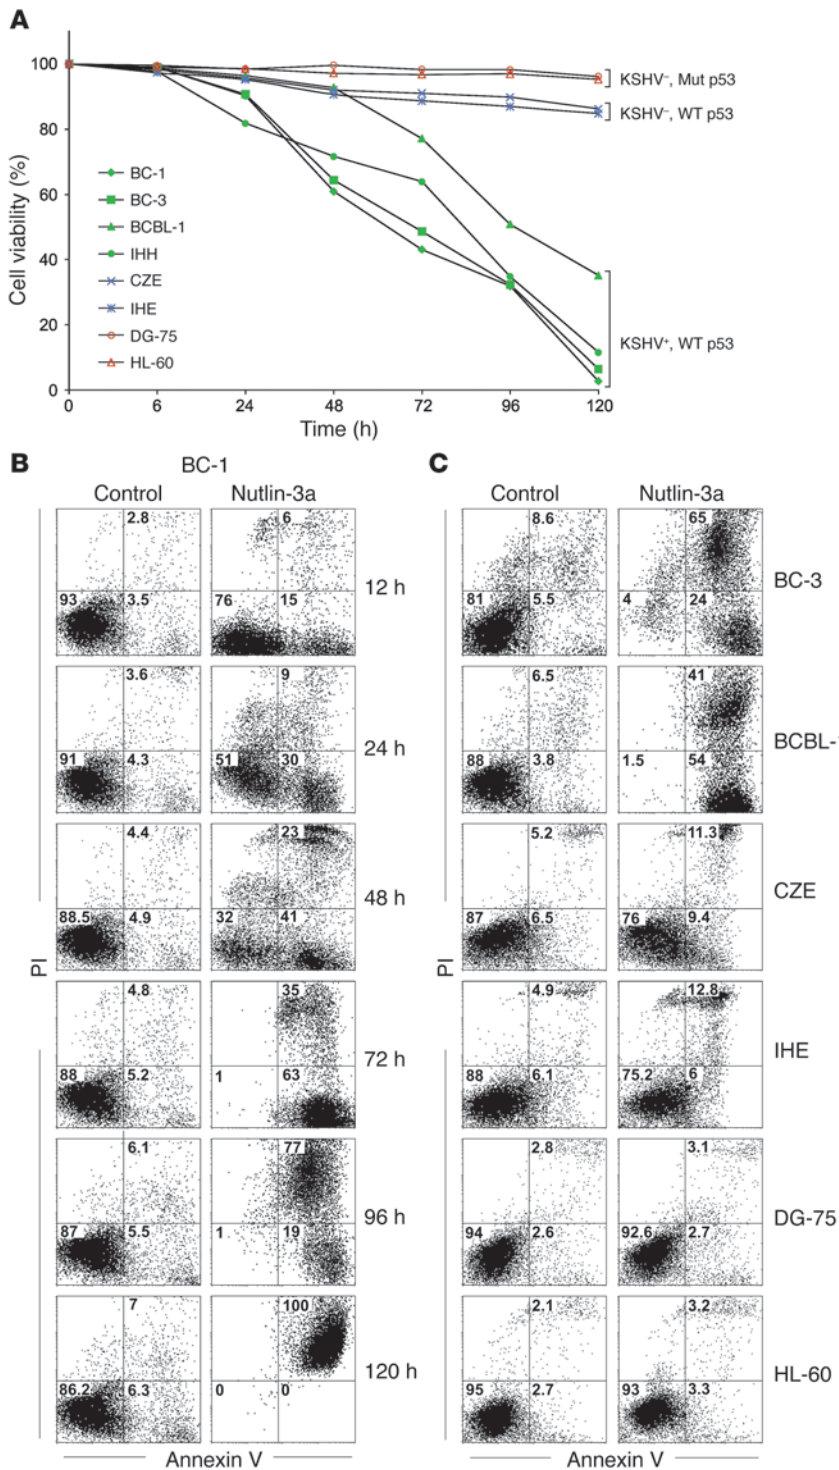 A
100
80
60
40
20
0
Cell viability (%)
BC-1
BC-3
BCBL-1
IHH
CZE
IHE
DG-75
HL-60
KSHV⁻, Mut p53
KSHV⁻, WT p53
KSHV⁺, WT p53
0 6 24 48 72 96 120
Time (h)
B
BC-1
Control Nutlin-3a
2.8 6
93 3.5 76 15
12 h
3.6 9
91 4.3 51 30
24 h
4.4 23
88.5 4.9 32 41
48 h
4.8 35
88 5.2 1 63
72 h
6.1 77
87 5.5 1 19
96 h
7 100
86.2 6.3 0 0
120 h
PI
Annexin V
C
Control Nutlin-3a
8.6 65
81 5.5 4 24
BC-3
6.5 41
88 3.8 1.5 54
BCBL-
5.2 11.3
87 6.5 76 9.4
CZE
4.9 12.8
88 6.1 75.2 6
IHE
2.8 3.1
94 2.6 92.6 2.7
DG-75
2.1 3.2
95 2.7 93 3.3
HL-60
PI
Annexin V